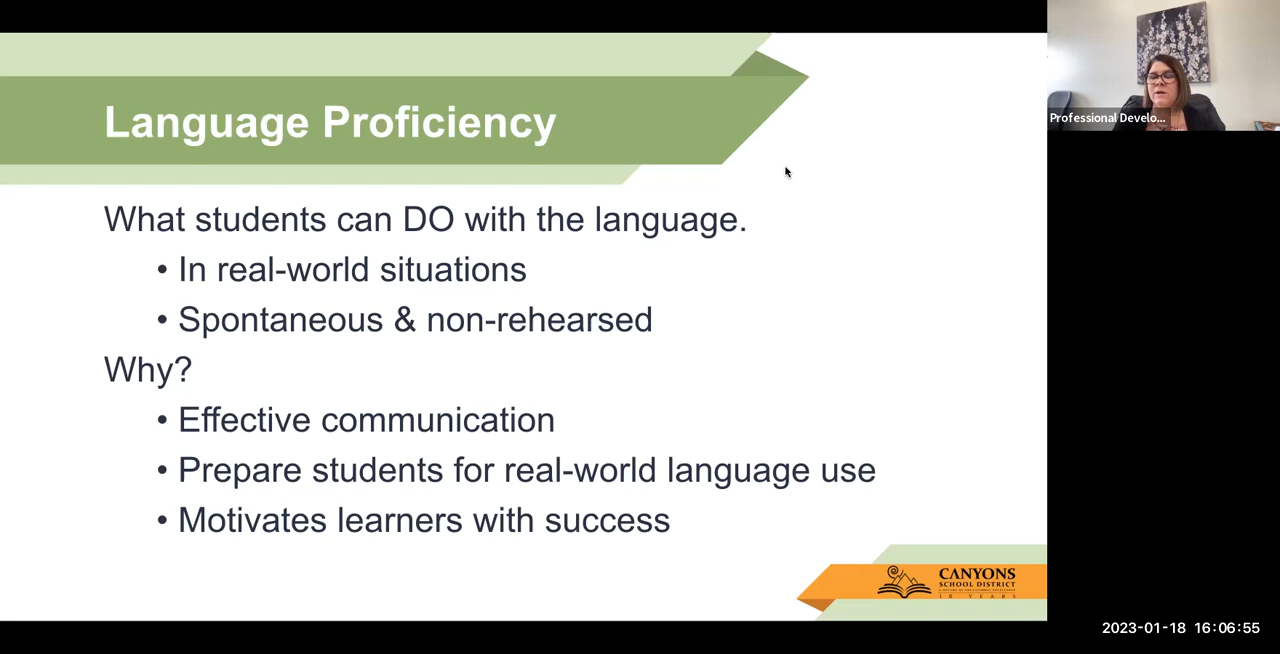 Language Proficiency
What students can DO with the language.
• In real-world situations
• Spontaneous & non-rehearsed
Why?
• Effective communication
• Prepare students for real-world language use
• Motivates learners with success
Professional Develo...
CANYONS
SCHOOL DISTRICT
10 YEARS
2023-01-18 16:06:55